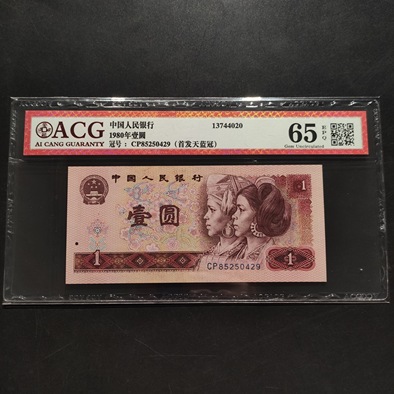 ACG
AI CANG GUARANTY
中国人民银行
1980年壹圆
冠号：CP85250429（首发天蓝冠）
13744020
65
EPQ
Gem Uncirculated
中国人民银行
1
壹圆
CP85250429
1
1